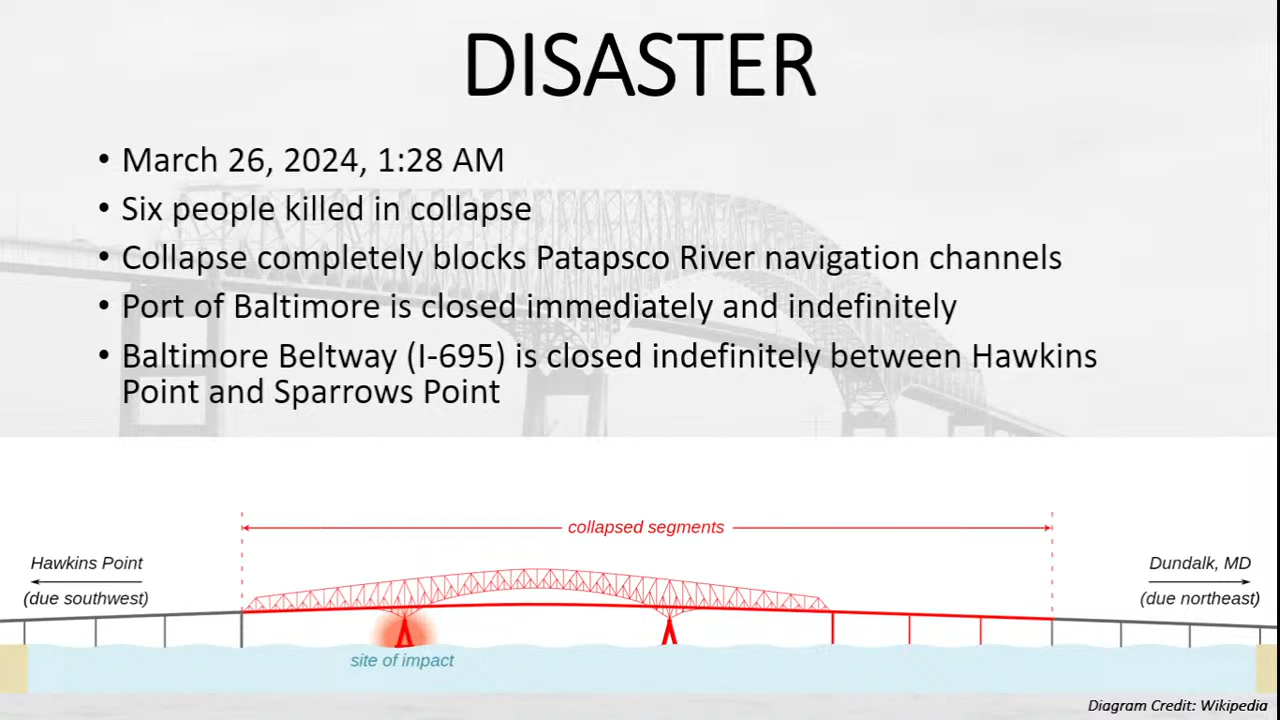 DISASTER
• March 26, 2024, 1:28 AM
• Six people killed in collapse
• Collapse completely blocks Patapsco River navigation channels
• Port of Baltimore is closed immediately and indefinitely
• Baltimore Beltway (I-695) is closed indefinitely between Hawkins
Point and Sparrows Point
collapsed segments
Hawkins Point
(due southwest)
Dundalk, MD
(due northeast)
site of impact
Diagram Credit: Wikipedia